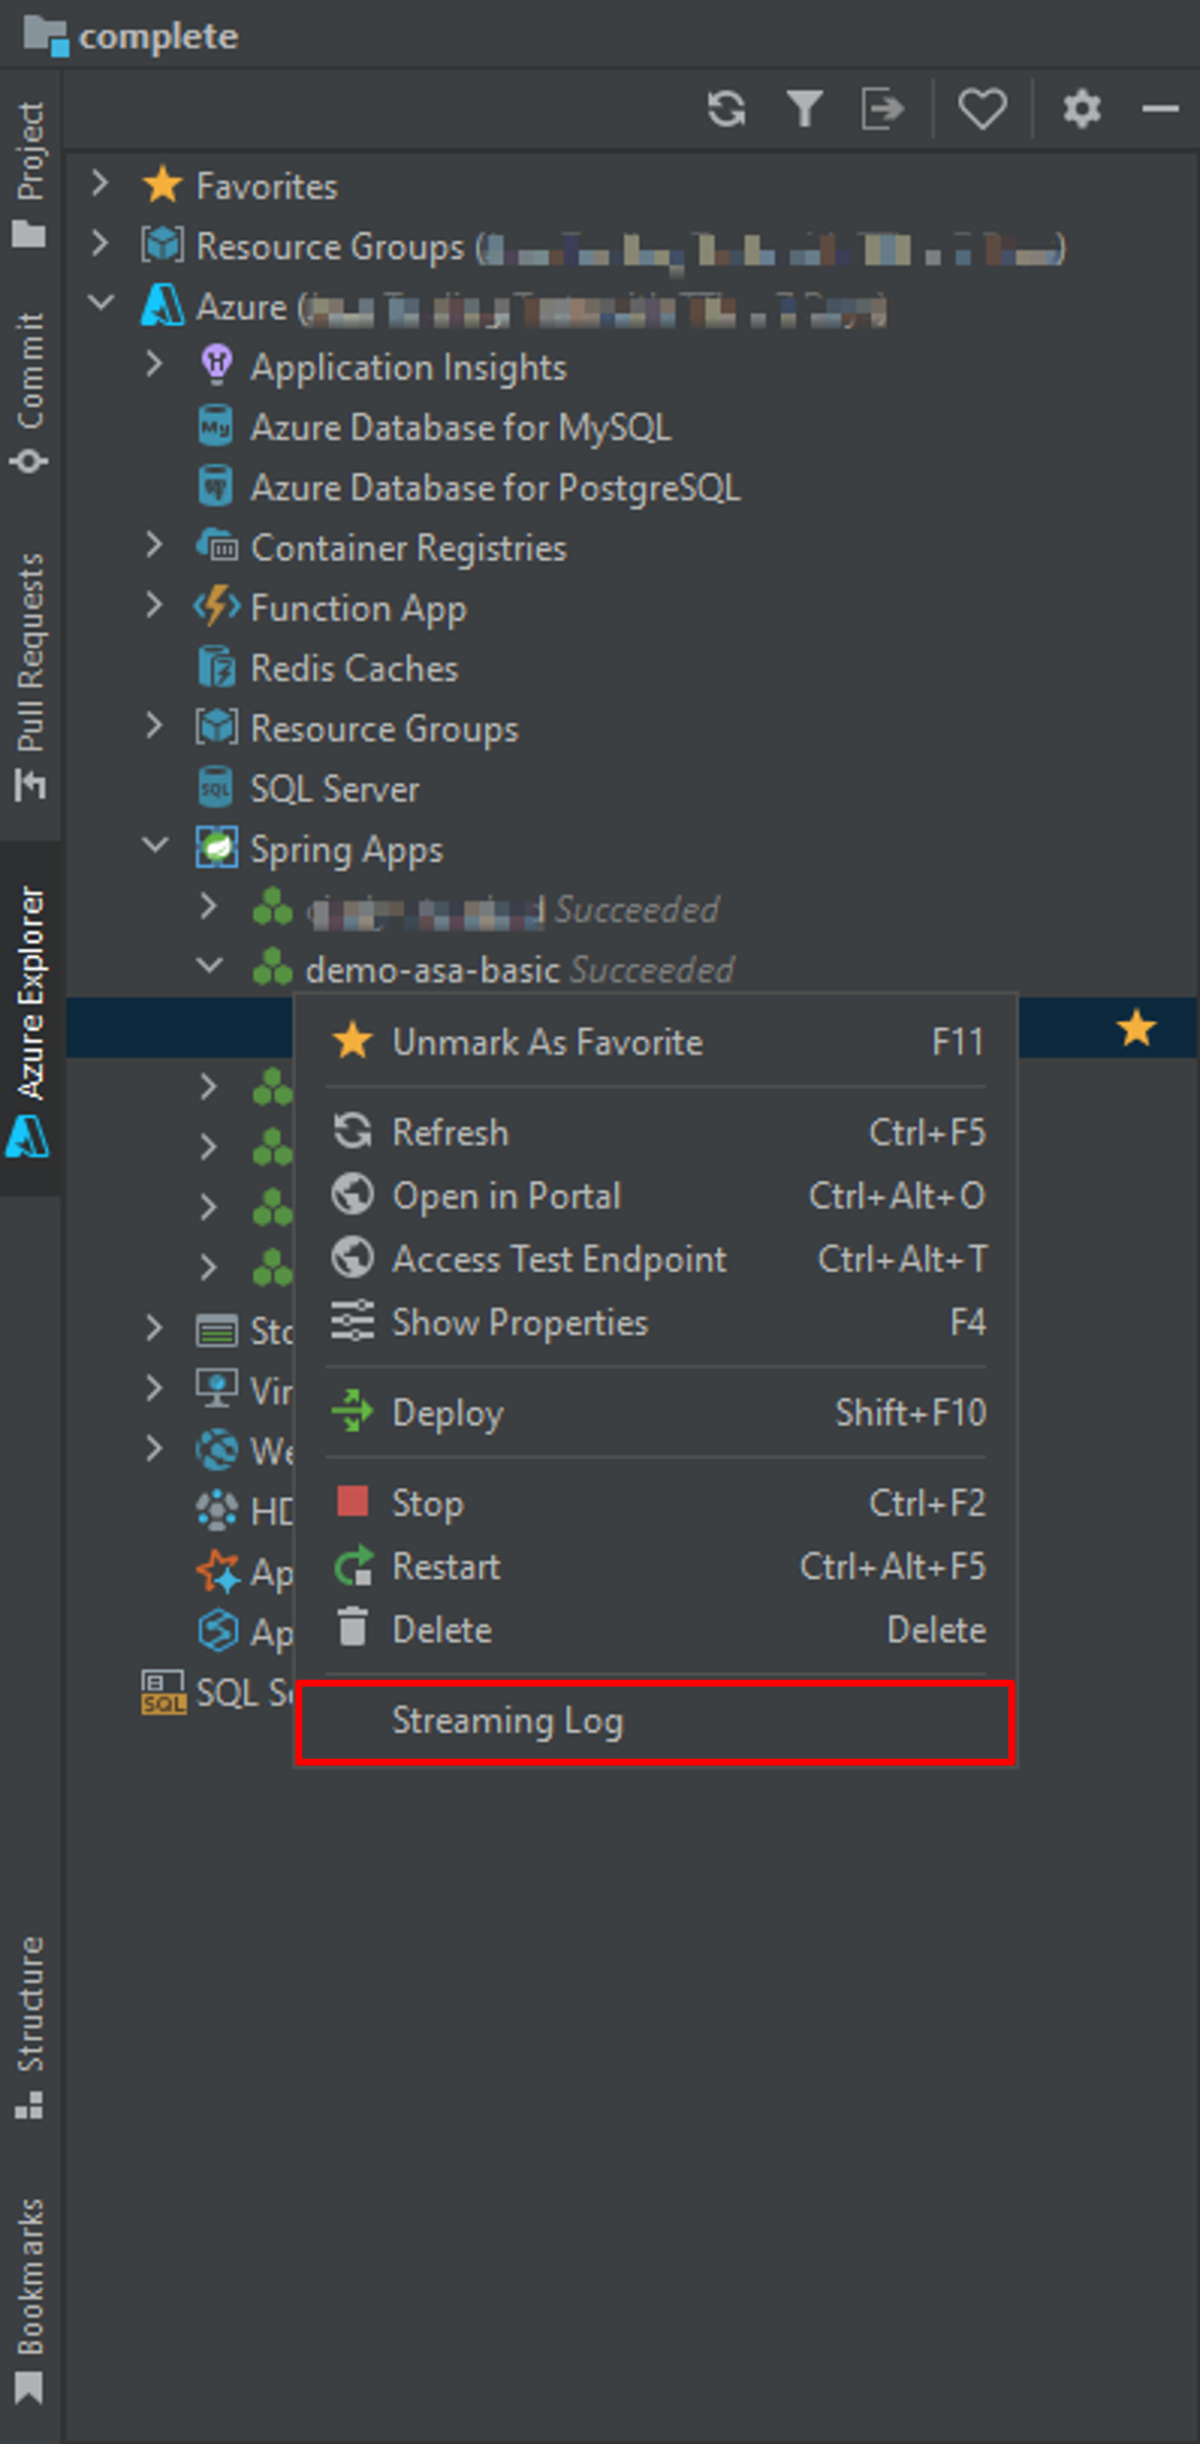 complete
Project
Commit
Pull Requests
Azure Explorer
Structure
Bookmarks
Favorites
Resource Groups (
)
Azure (
Application Insights
Azure Database for MySQL
Azure Database for PostgreSQL
Container Registries
Function App
Redis Caches
Resource Groups
SQL Server
Spring Apps
Succeeded
demo-asa-basic Succeeded
Unmark As Favorite F11
Refresh Ctrl+F5
Open in Portal Ctrl+Alt+O
Access Test Endpoint Ctrl+Alt+T
Show Properties F4
Deploy Shift+F10
Stop Ctrl+F2
Restart Ctrl+Alt+F5
Delete Delete
Streaming Log
Sto
Vir
We
HD
Ap
Ap
SQL Se
SQL